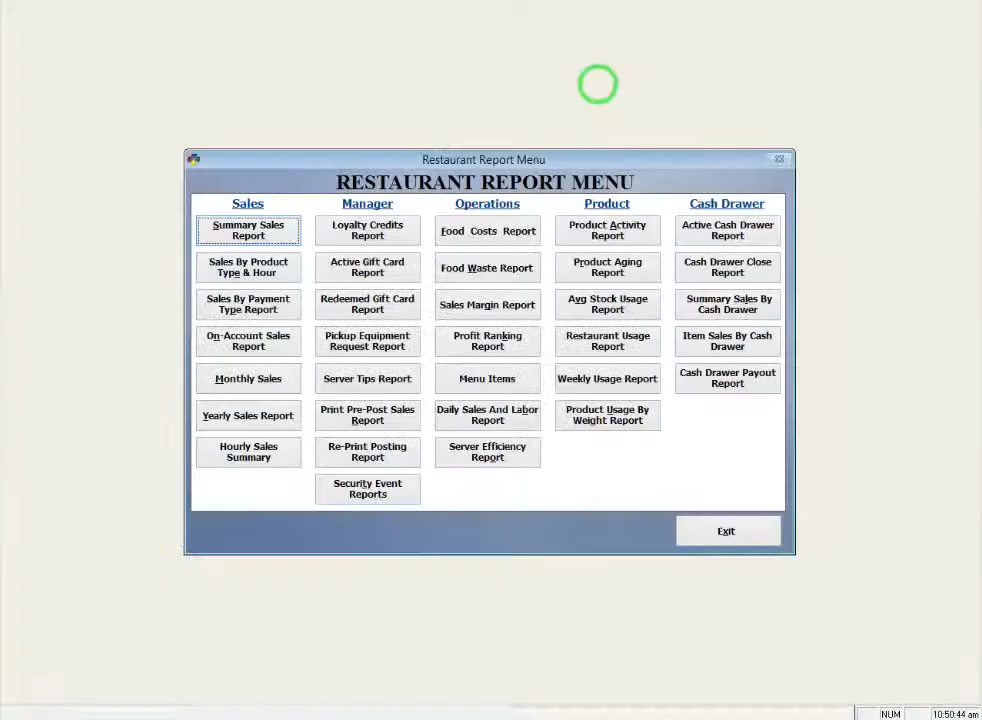 Restaurant Report Menu
RESTAURANT REPORT MENU
Sales
Summary Sales
Report
Sales By Product
Type & Hour
Sales By Payment
Type Report
On-Account Sales
Report
Monthly Sales
Yearly Sales Report
Hourly Sales
Summary
Manager
Loyalty Credits
Report
Active Gift Card
Report
Redeemed Gift Card
Report
Pickup Equipment
Request Report
Server Tips Report
Print Pre-Post Sales
Report
Re-Print Posting
Report
Security Event
Reports
Operations
Food Costs Report
Food Waste Report
Sales Margin Report
Profit Ranking
Report
Menu Items
Daily Sales And Labor
Report
Server Efficiency
Report
Product
Product Activity
Report
Product Aging
Report
Avg Stock Usage
Report
Restaurant Usage
Report
Weekly Usage Report
Product Usage By
Weight Report
Cash Drawer
Active Cash Drawer
Report
Cash Drawer Close
Report
Summary Sales By
Cash Drawer
Item Sales By Cash
Drawer
Cash Drawer Payout
Report
Exit
NUM
10:50:44 am